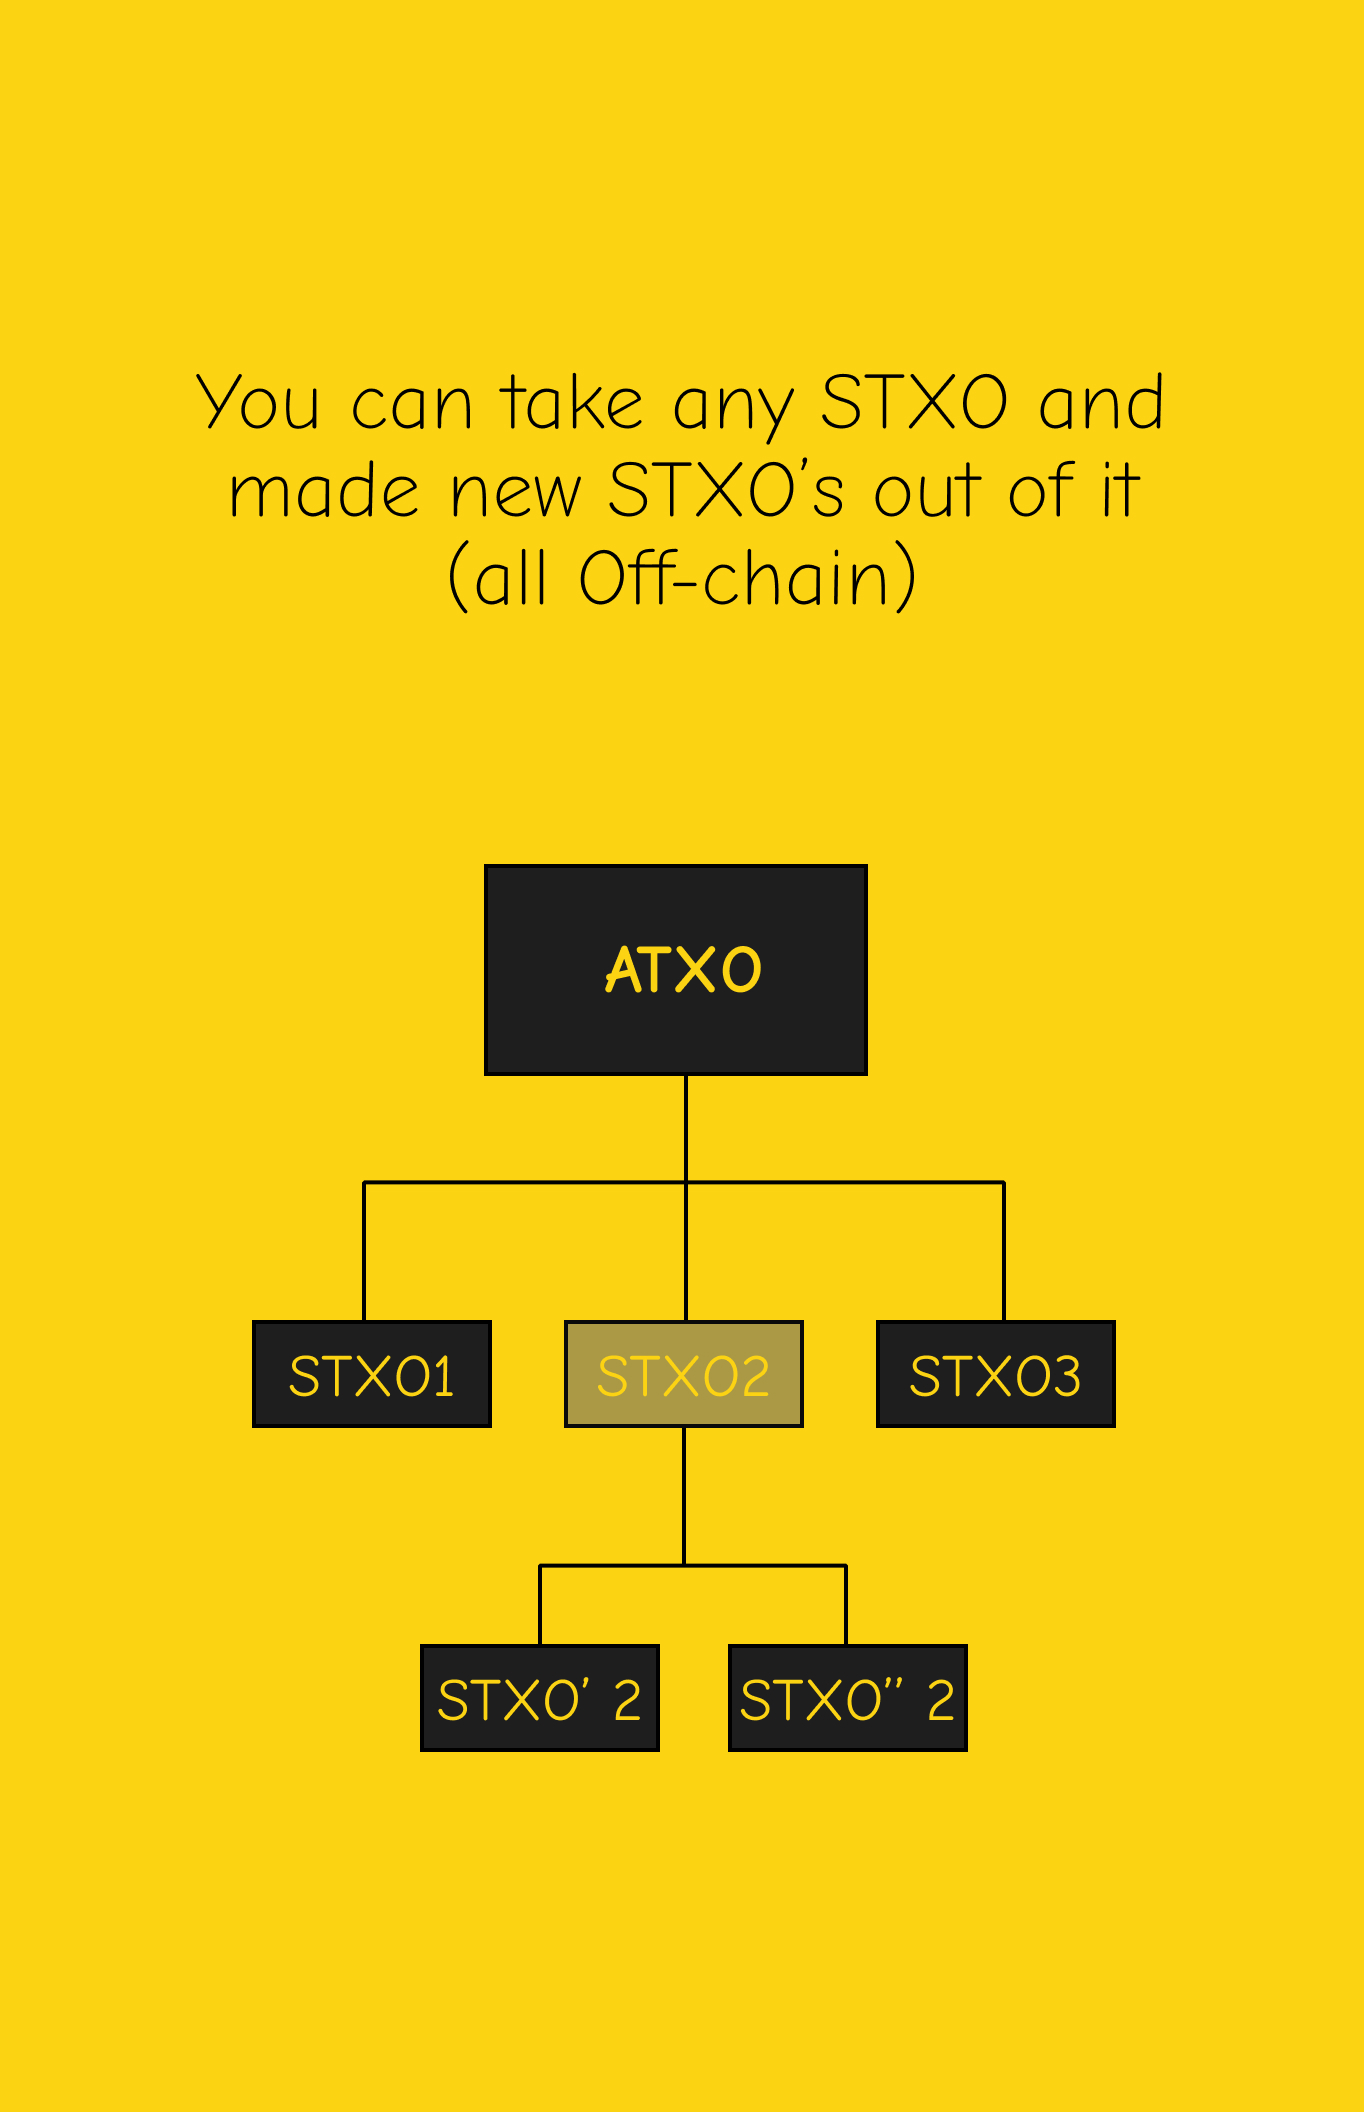 You can take any STXO and
made new STXO's out of it
(all Off-chain)
ATXO
STXO1 STXO2 STXO3
STXO' 2 STXO'' 2